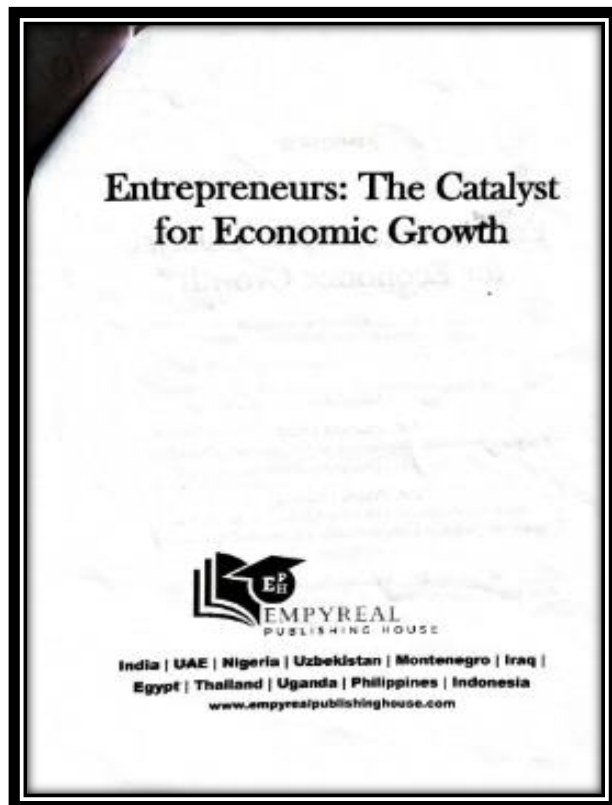 Entrepreneurs: The Catalyst
for Economic Growth
E P H
EMPYREAL
PUBLISHING HOUSE
India | UAE | Nigeria | Uzbekistan | Montenegro | Iraq |
Egypt | Thailand | Uganda | Philippines | Indonesia
www.empyrealpublishinghouse.com